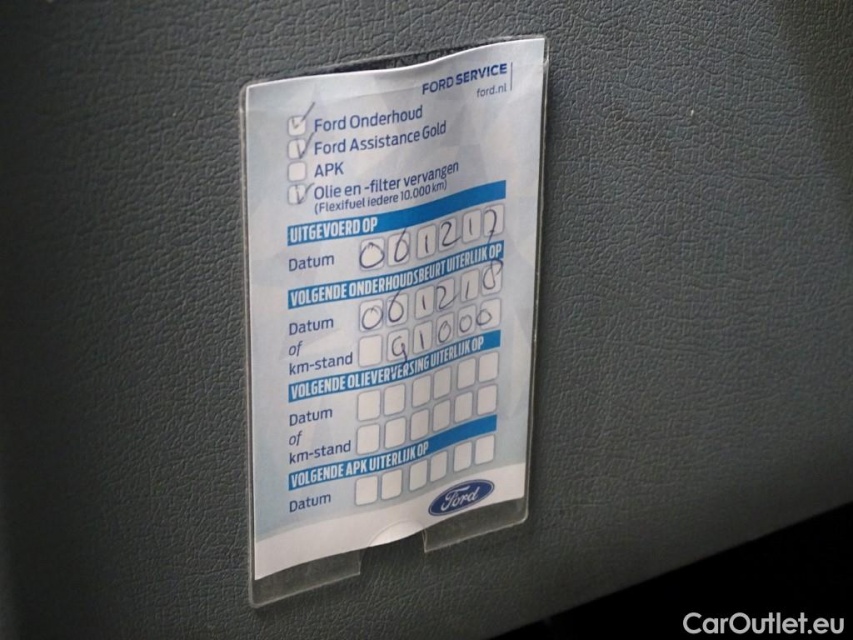 FORD SERVICE
ford.nl
Ford Onderhoud
Ford Assistance Gold
APK
Olie en -filter vervangen
(Flexifuel iedere 10.000 km)
UITGEVOERD OP
Datum 061217
VOLGENDE ONDERHOUDSBEURT UITERLIJK OP
Datum 061218
of
km-stand 91006
VOLGENDE OLIEVERVERSING UITERLIJK OP
Datum
of
km-stand
VOLGENDE APK UITERLIJK OP
Datum
Ford
CarOutlet.eu